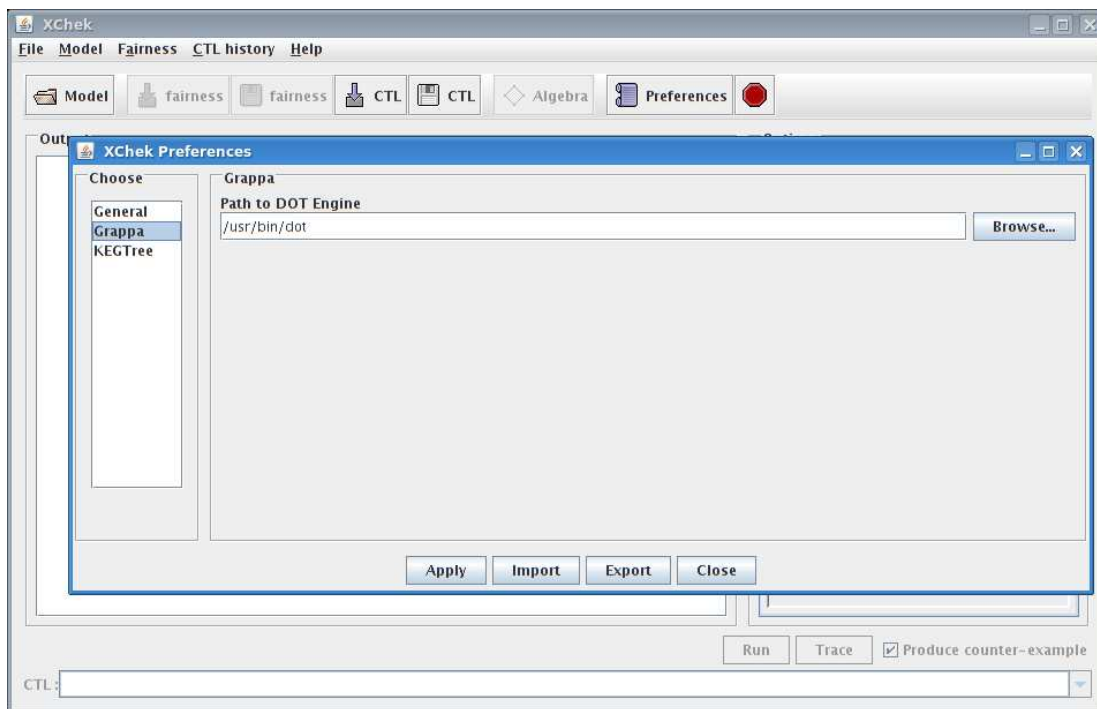 XChek
File Model Fairness CTL history Help
Model fairness fairness CTL CTL Algebra Preferences
XChek Preferences
Choose
General
Grappa
KEGTree
Grappa
Path to DOT Engine
/usr/bin/dot
Browse...
Apply Import Export Close
Run Trace Produce counter-example
CTL: